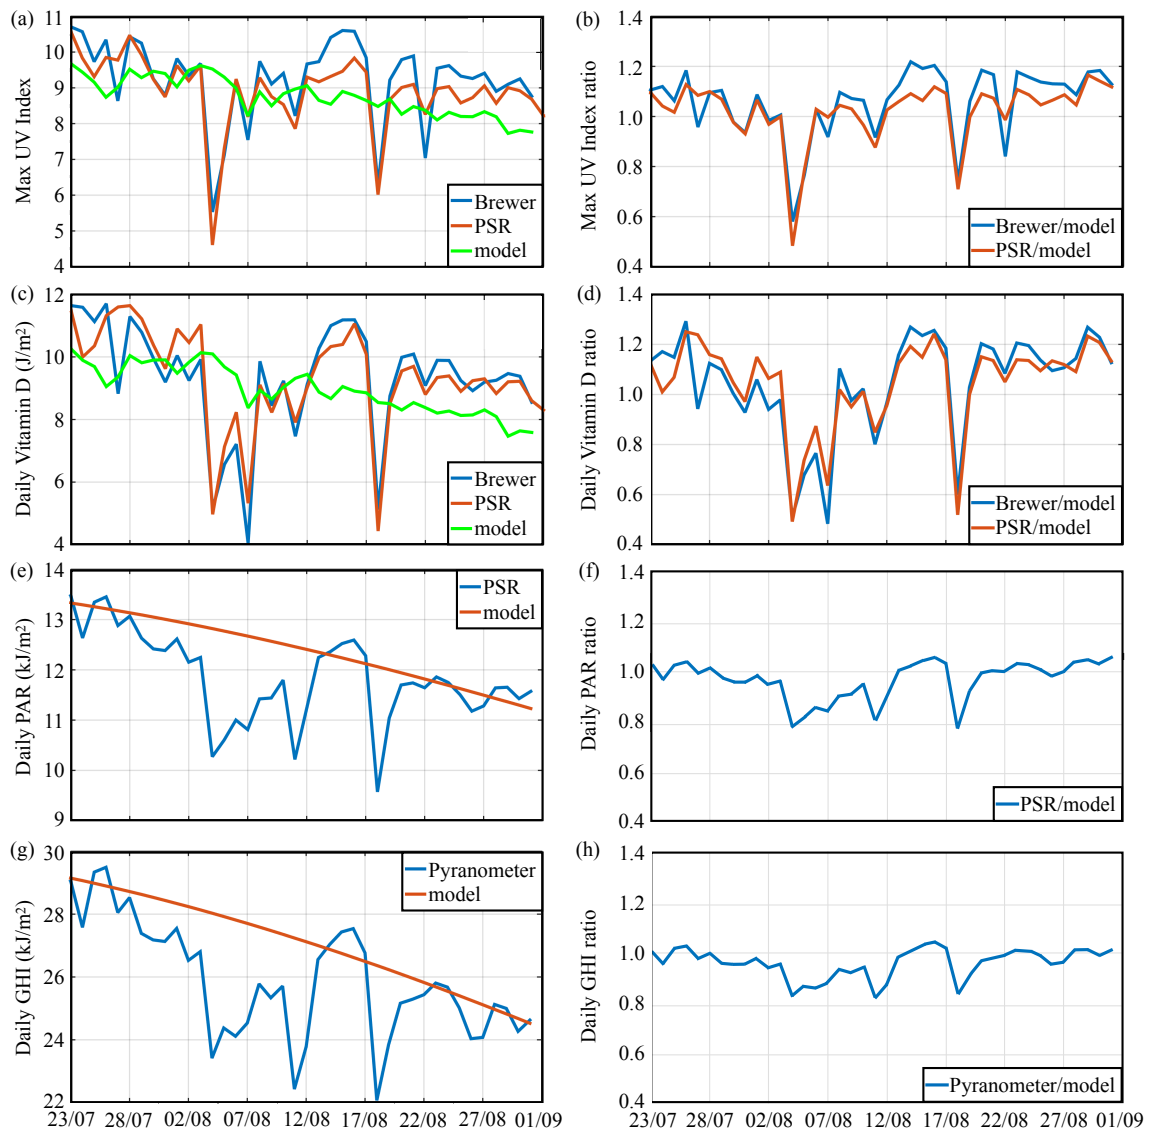 (a)
11
10
9
8
7
6
5
4
Max UV Index
Brewer
PSR
model
(b)
1.4
1.2
1.0
0.8
0.6
0.4
Max UV Index ratio
Brewer/model
PSR/model
(c)
12
10
8
6
4
Daily Vitamin D (J/m²)
Brewer
PSR
model
(d)
1.4
1.2
1.0
0.8
0.6
0.4
Daily Vitamin D ratio
Brewer/model
PSR/model
(e)
14
13
12
11
10
9
Daily PAR (kJ/m²)
PSR
model
(f)
1.4
1.2
1.0
0.8
0.6
0.4
Daily PAR ratio
PSR/model
(g)
30
28
26
24
22
Daily GHI (kJ/m²)
Pyranometer
model
23/07 28/07 02/08 07/08 12/08 17/08 22/08 27/08 01/09
(h)
1.4
1.2
1.0
0.8
0.6
0.4
Daily GHI ratio
Pyranometer/model
23/07 28/07 02/08 07/08 12/08 17/08 22/08 27/08 01/09